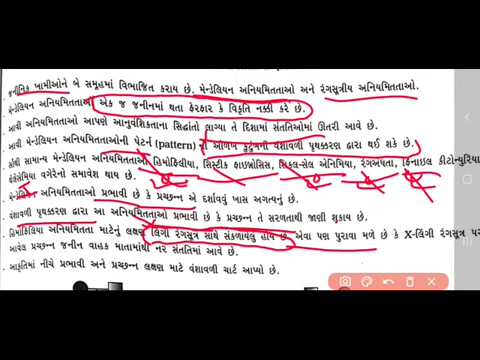 જનીનિક ખામીઓને બે સમૂહમાં વિભાજિત કરાય છે. મેન્ડેલિયન અનિયમિતતાઓ અને રંગસૂત્રીય અનિયમિતતાઓ.
મેન્ડેલિયન અનિયમિતતા એક જ જનીનમાં થતા ફેરફાર કે વિકૃતિ નક્કી કરે છે.
આવી અનિયમિતતાઓ આપણે આનુવંશિકતાના સિદ્ધાંતો લાગ્યા તે દિશામાં સંતતિઓમાં ઊતરી આવે છે.
આવી મેન્ડેલિયન અનિયમિતતાઓની પેટર્ન (pattern) ની ઓળખ કુટુંબની વંશાવળી પૃથક્કરણ દ્વારા થઈ શકે છે.
સૌથી સામાન્ય મેન્ડેલિયન અનિયમિતતાઓ હિમોફિલીયા, સિસ્ટીક ફાઇબ્રોસિસ, સિકલ-સેલ એનિમિયા, રંગઅંધતા, ફિનાઇલ કીટોન્યુરિયા
થેલેસેમિયા વગેરેનો સમાવેશ થાય છે.
મેન્ડેલિયન અનિયમિતતાઓ પ્રભાવી છે કે પ્રચ્છન્ન એ દર્શાવવું ખાસ અગત્યનું છે.
વંશાવળી પૃથક્કરણ દ્વારા આ અનિયમિતતાઓ પ્રભાવી છે કે પ્રચ્છન્ન તે સરળતાથી જાણી શુકાય છે.
હિમોફિલિયા અનિયમિતતા માટેનું લક્ષણ લિંગી રંગસૂત્ર સાથે સંકળાયેલું હોય છે. એવા પણ પુરાવા મળે છે કે X-લિંગી રંગસૂત્ર પર
આવેલ પ્રચ્છન્ન જનીન વાહક માતામાંથી નર સંતતિમાં આવે છે.
આકૃતિમાં નીચે પ્રભાવી અને પ્રચ્છન્ન લક્ષણ માટે વંશાવળી ચાર્ટ આપ્યો છે.